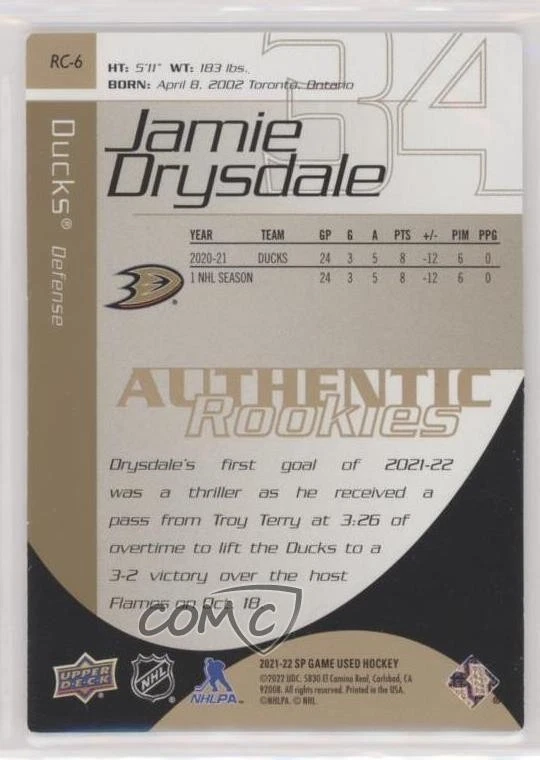 RC-6
HT: 5'11" WT: 183 lbs.
BORN: April 8, 2002 Toronto, Ontario
34
Jamie
Drysdale
Ducks® Defense
YEAR TEAM GP G A PTS +/- PIM PPG
2020-21 DUCKS 24 3 5 8 -12 6 0
1 NHL SEASON 24 3 5 8 -12 6 0
AUTHENTIC
Rookies
Drysdale's first goal of 2021-22
was a thriller as he received a
pass from Troy Terry at 3:26 of
overtime to lift the Ducks to a
3-2 victory over the host
Flames on Oct. 18.
COMC
UPPER
DECK
NHL
NHLPA
2021-22 SP GAME USED HOCKEY
©2022 UDC. 5830 El Camino Real, Carlsbad, CA
92008. All rights reserved. Printed in the USA.
©NHLPA. © NHL.